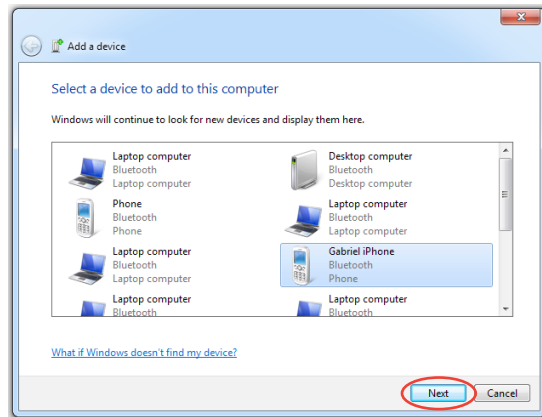 Add a device
Select a device to add to this computer
Windows will continue to look for new devices and display them here.
Laptop computer
Bluetooth
Laptop computer
Desktop computer
Bluetooth
Desktop computer
Phone
Bluetooth
Phone
Laptop computer
Bluetooth
Laptop computer
Laptop computer
Bluetooth
Laptop computer
Gabriel iPhone
Bluetooth
Phone
Laptop computer
Bluetooth
Laptop computer
Bluetooth
What if Windows doesn't find my device?
Next
Cancel